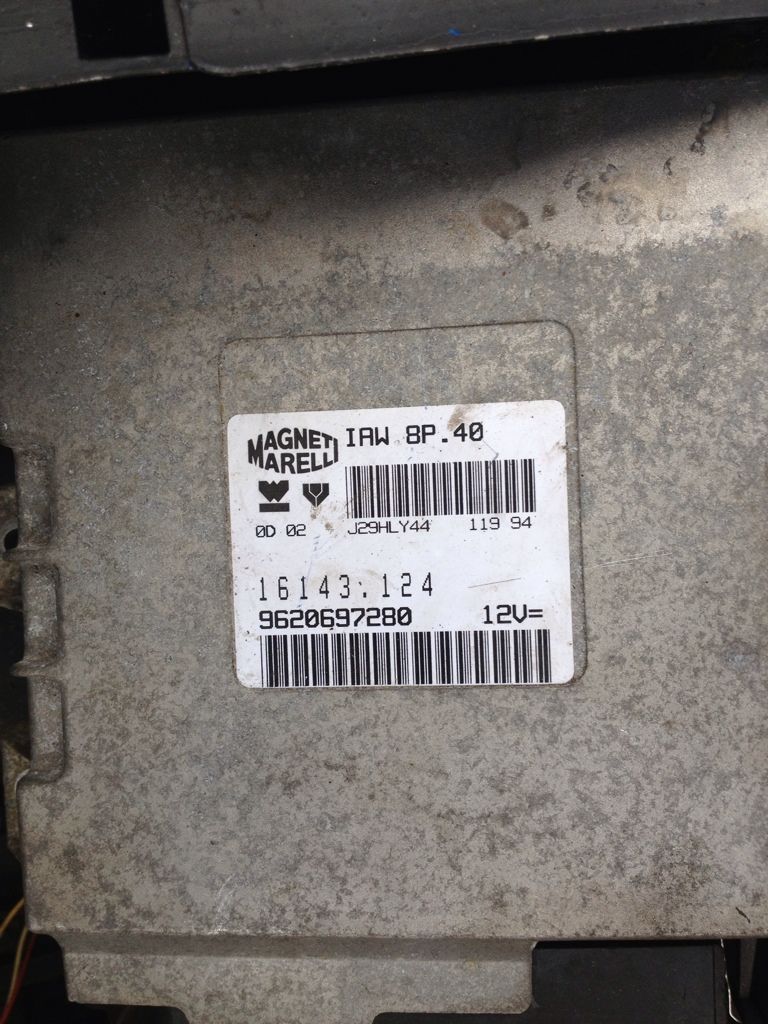 MAGNETI MARELLI
IAW 8P.40
0D 02 J29HLY44 119 94
16143.124
9620697280 12V=